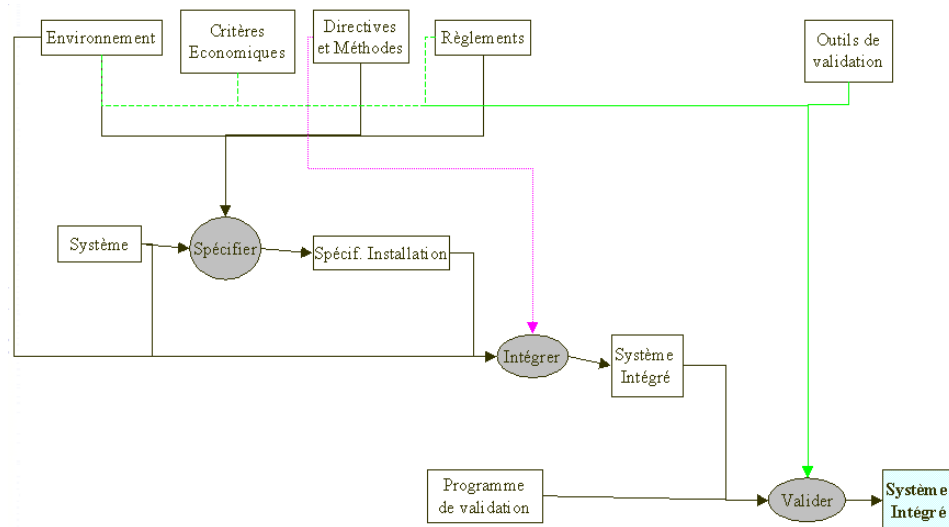 Environnement
Critères
Economiques
Directives
et Méthodes
Règlements
Outils de
validation
Système
Spécifier
Spécif. Installation
Intégrer
Système
Intégré
Programme
de validation
Valider
Système
Intégré